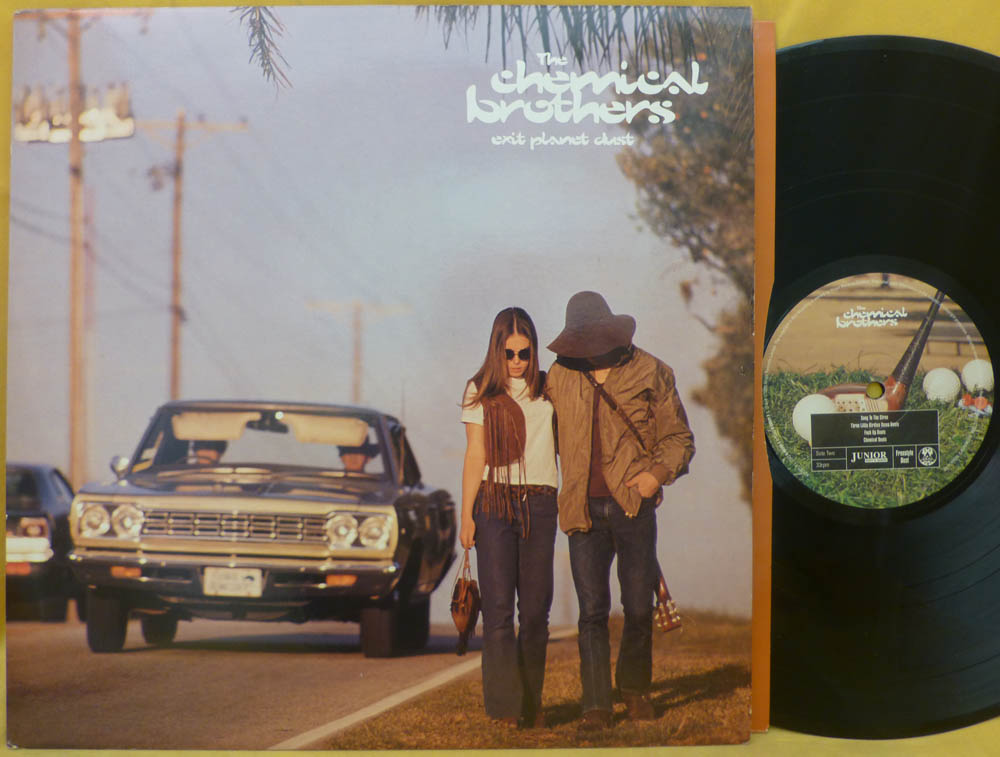 The
chemical
brothers
exit planet dust
The
chemical
brothers
Song To The Siren
Three Little Birdies Down Beats
Fuck Up Beats
Chemical Beats
Side Two
33rpm
JUNIOR
Freestyle
Dust